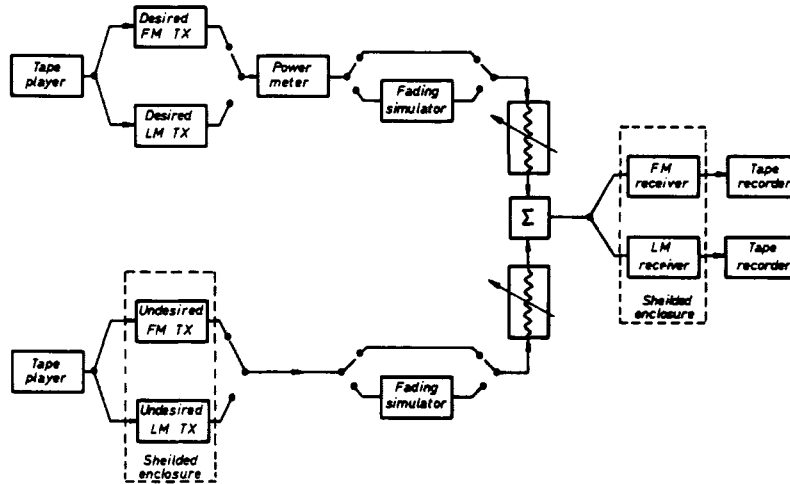 Desired
FM TX
Tape
player
Desired
LM TX
Power
meter
Fading
simulator
Σ
FM
receiver
Tape
recorder
LM
receiver
Tape
recorder
Sheilded
enclosure
Undesired
FM TX
Tape
player
Undesired
LM TX
Sheilded
enclosure
Fading
simulator